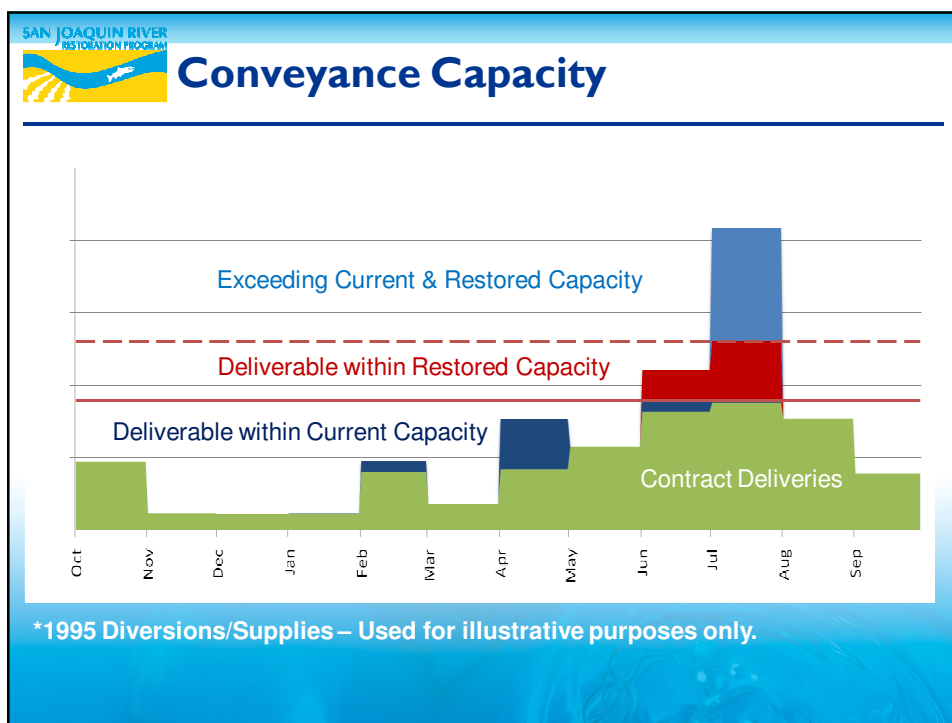 SAN JOAQUIN RIVER
RESTORATION PROGRAM
Conveyance Capacity
Exceeding Current & Restored Capacity
Deliverable within Restored Capacity
Deliverable within Current Capacity
Contract Deliveries
Oct
Nov
Dec
Jan
Feb
Mar
Apr
May
Jun
Jul
Aug
Sep
*1995 Diversions/Supplies – Used for illustrative purposes only.